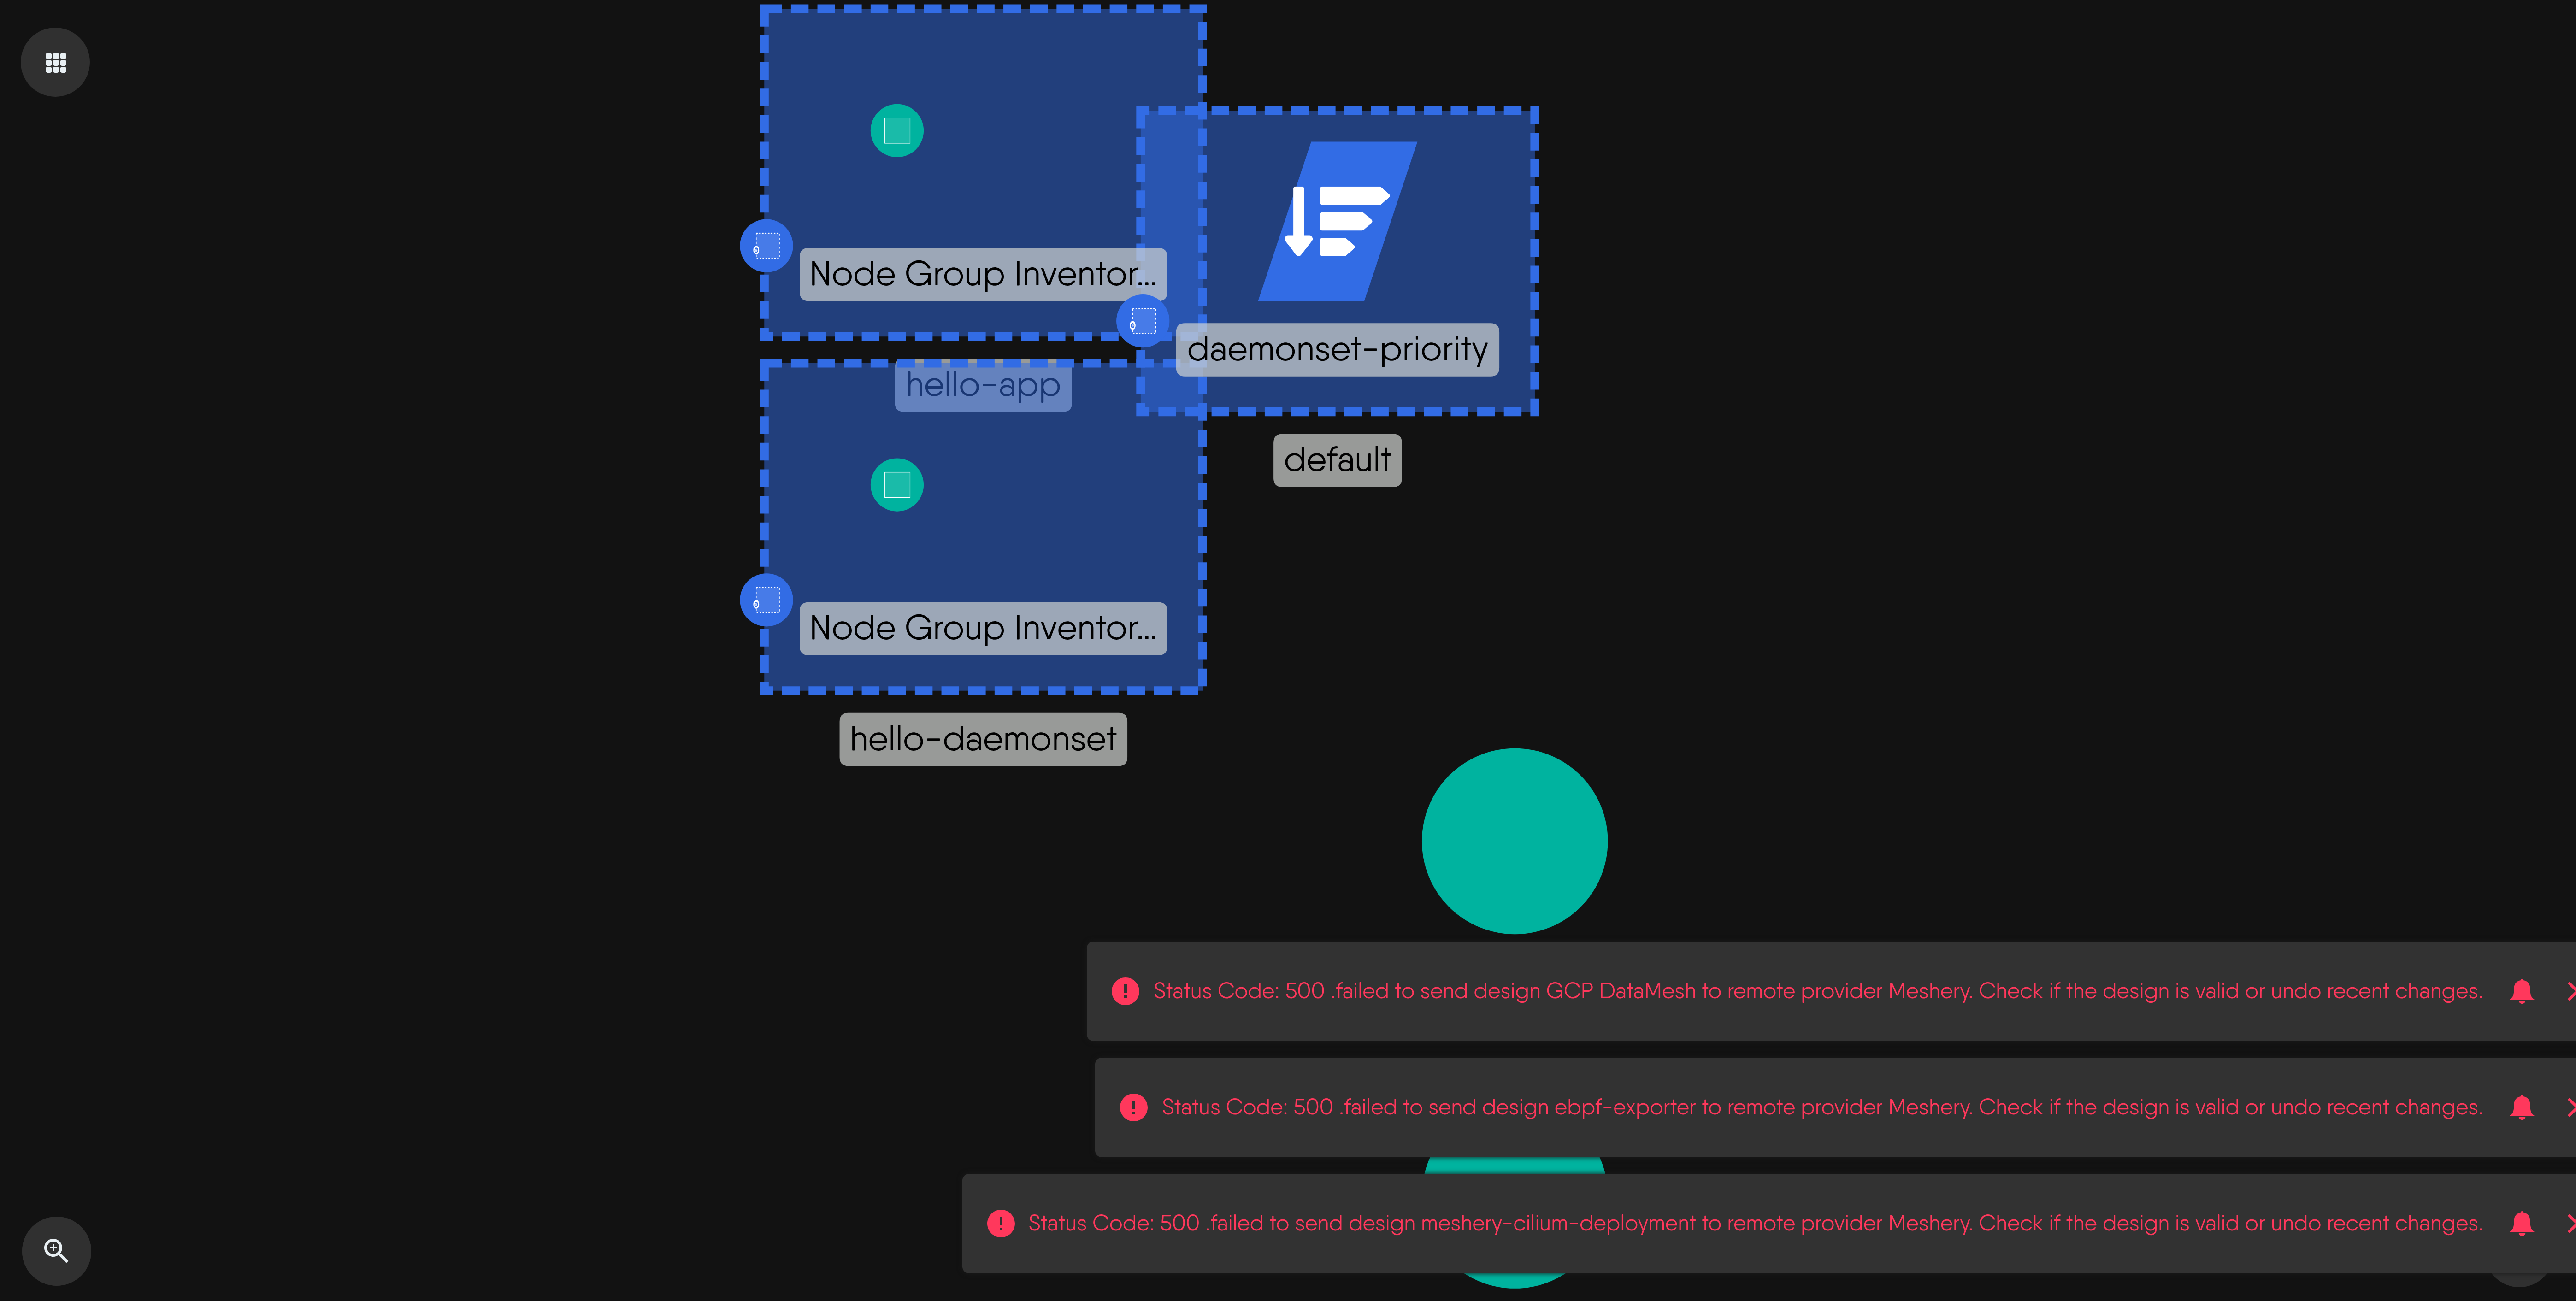 Node Group Inventor...
daemonset-priority
hello-app
default
Node Group Inventor...
hello-daemonset
Status Code: 500 .failed to send design GCP DataMesh to remote provider Meshery. Check if the design is valid or undo recent changes.
Status Code: 500 .failed to send design ebpf-exporter to remote provider Meshery. Check if the design is valid or undo recent changes.
Status Code: 500 .failed to send design meshery-cilium-deployment to remote provider Meshery. Check if the design is valid or undo recent changes.